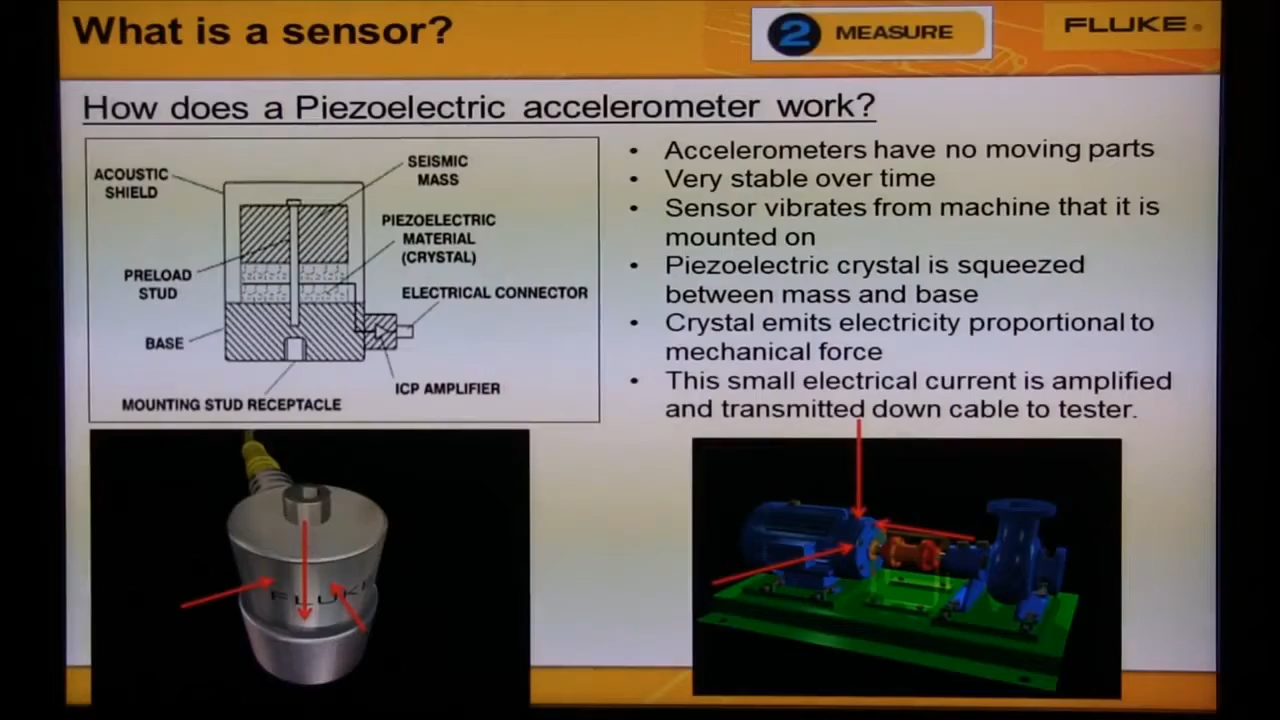 What is a sensor?
2 MEASURE
FLUKE®
How does a Piezoelectric accelerometer work?
ACOUSTIC
SHIELD
SEISMIC
MASS
PIEZOELECTRIC
MATERIAL
(CRYSTAL)
PRELOAD
STUD
ELECTRICAL CONNECTOR
BASE
ICP AMPLIFIER
MOUNTING STUD RECEPTACLE
• Accelerometers have no moving parts
• Very stable over time
• Sensor vibrates from machine that it is
mounted on
• Piezoelectric crystal is squeezed
between mass and base
• Crystal emits electricity proportional to
mechanical force
• This small electrical current is amplified
and transmitted down cable to tester.
FLUKE